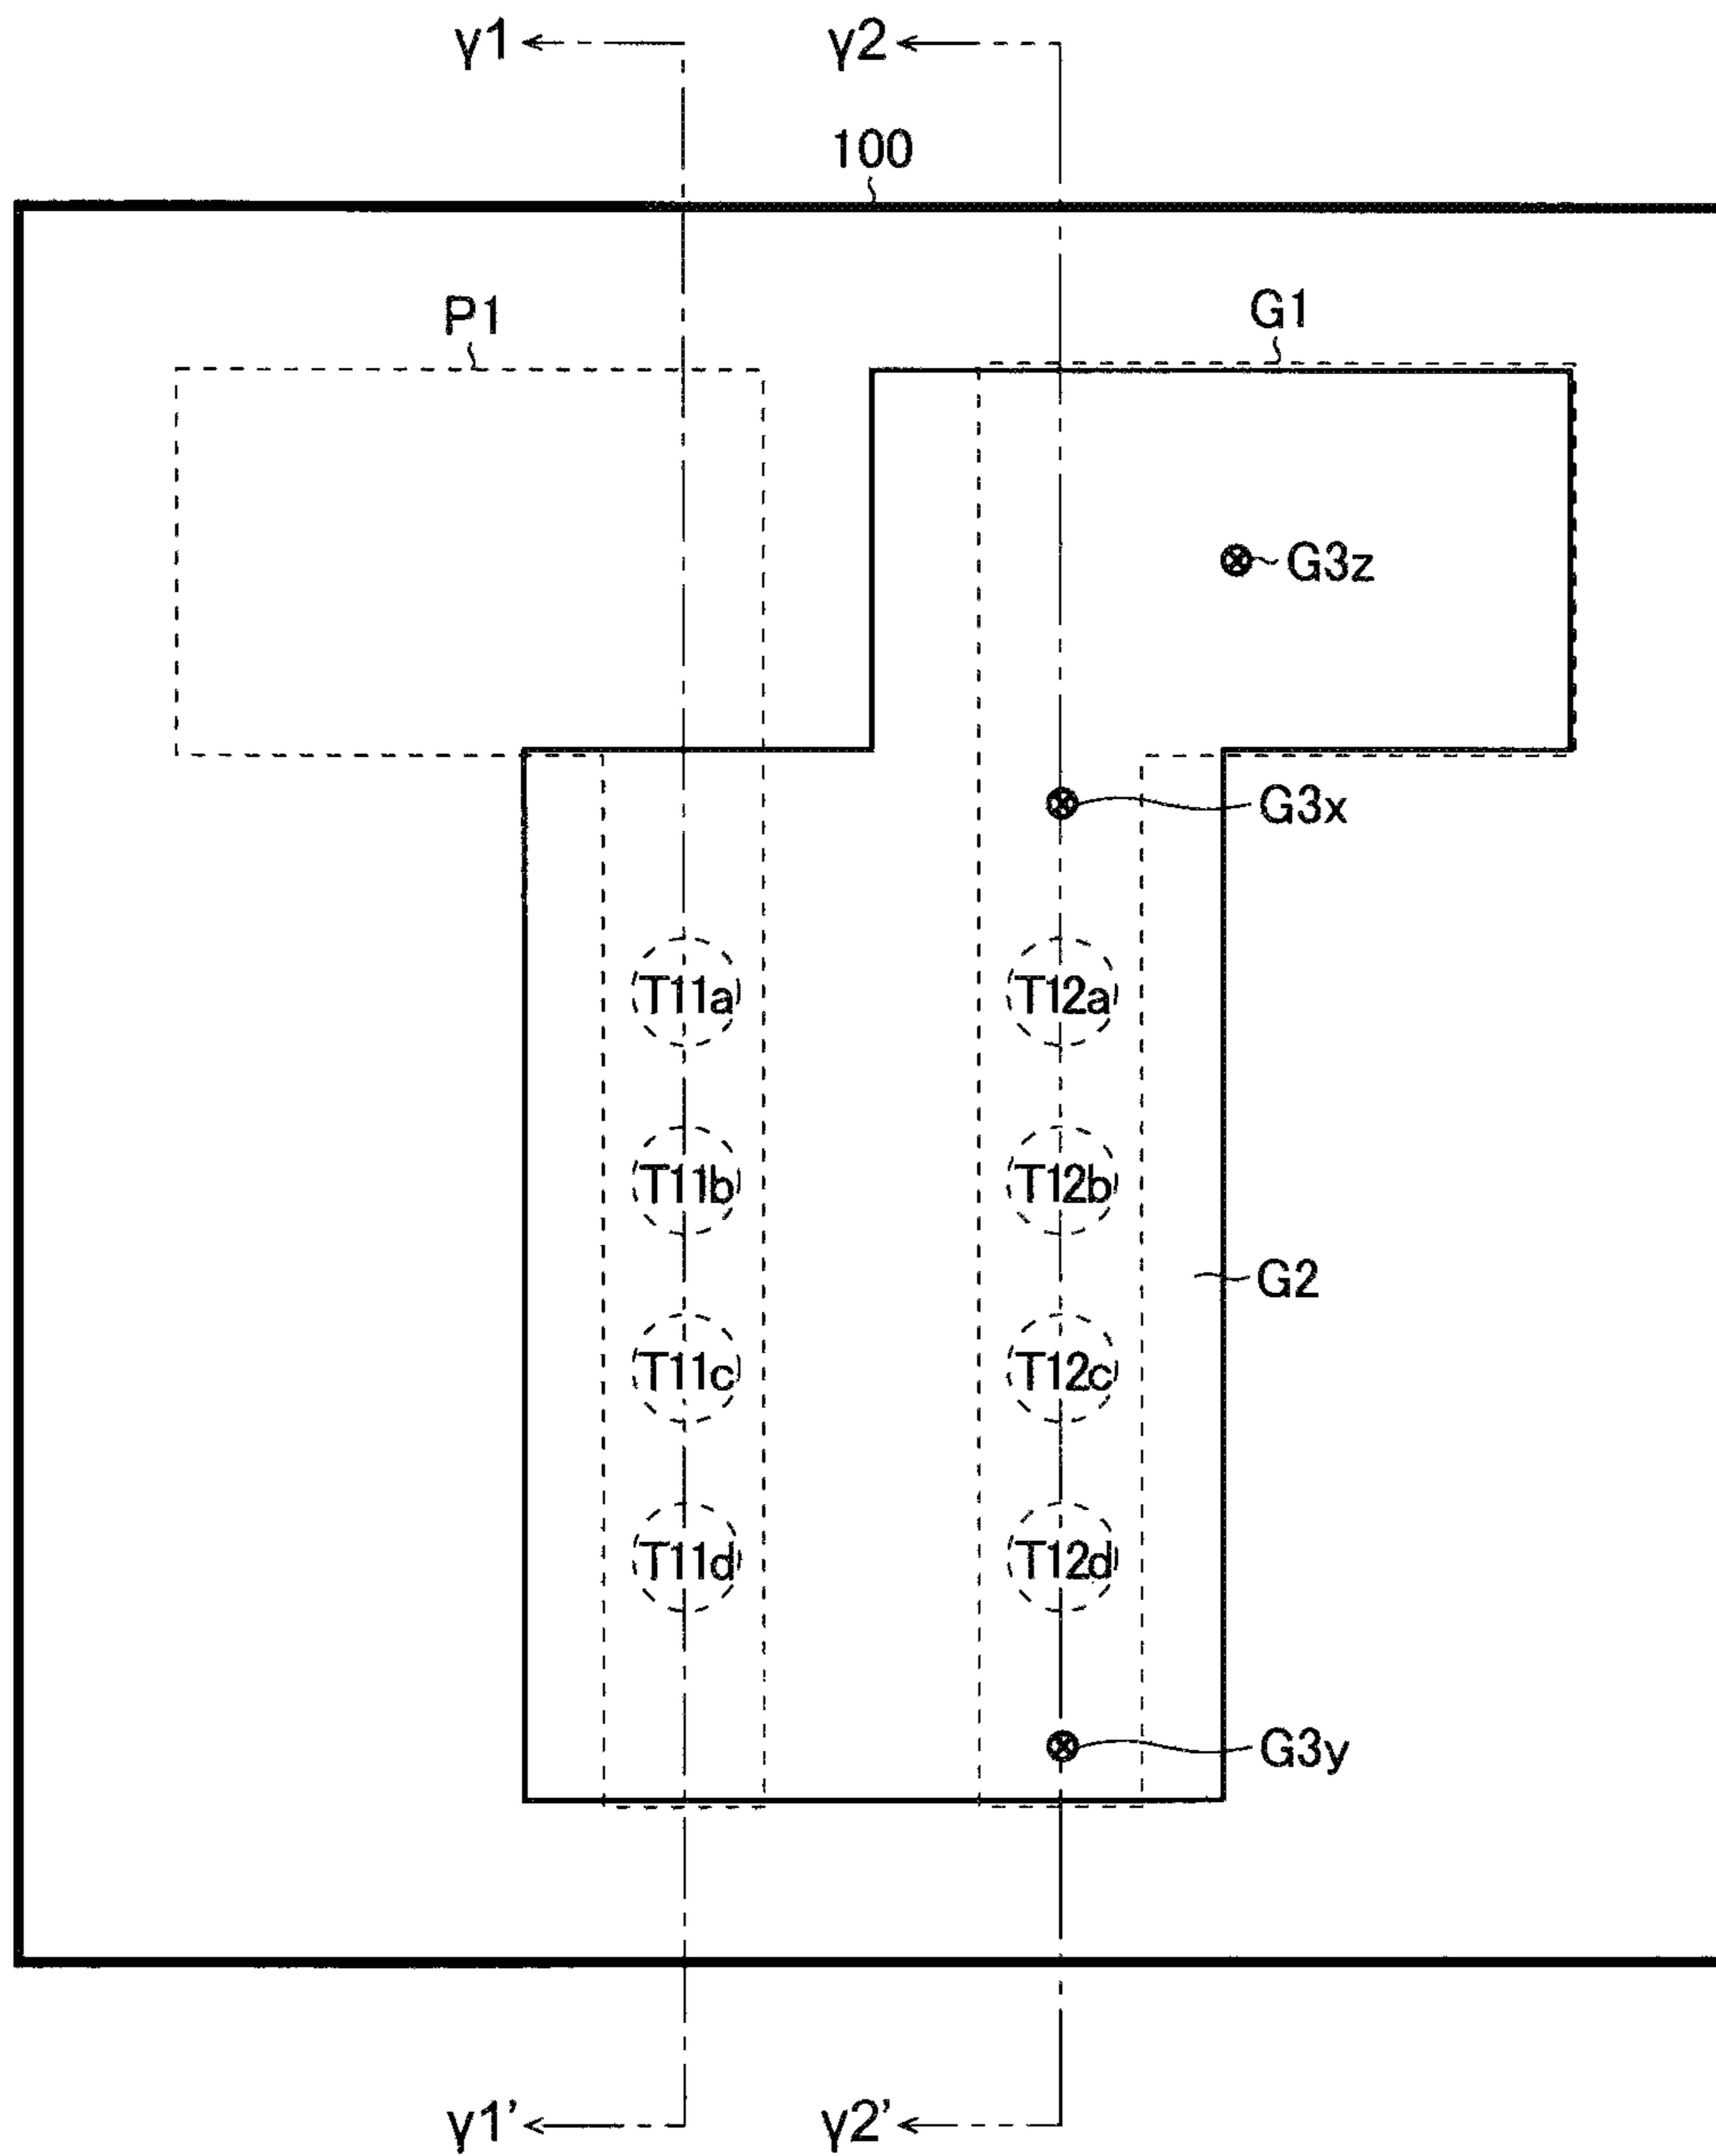 γ1 γ2
100
P1 G1
G3z
G3x
T11a T12a
T11b T12b
G2
T11c T12c
T11d T12d
G3y
γ1’ γ2’